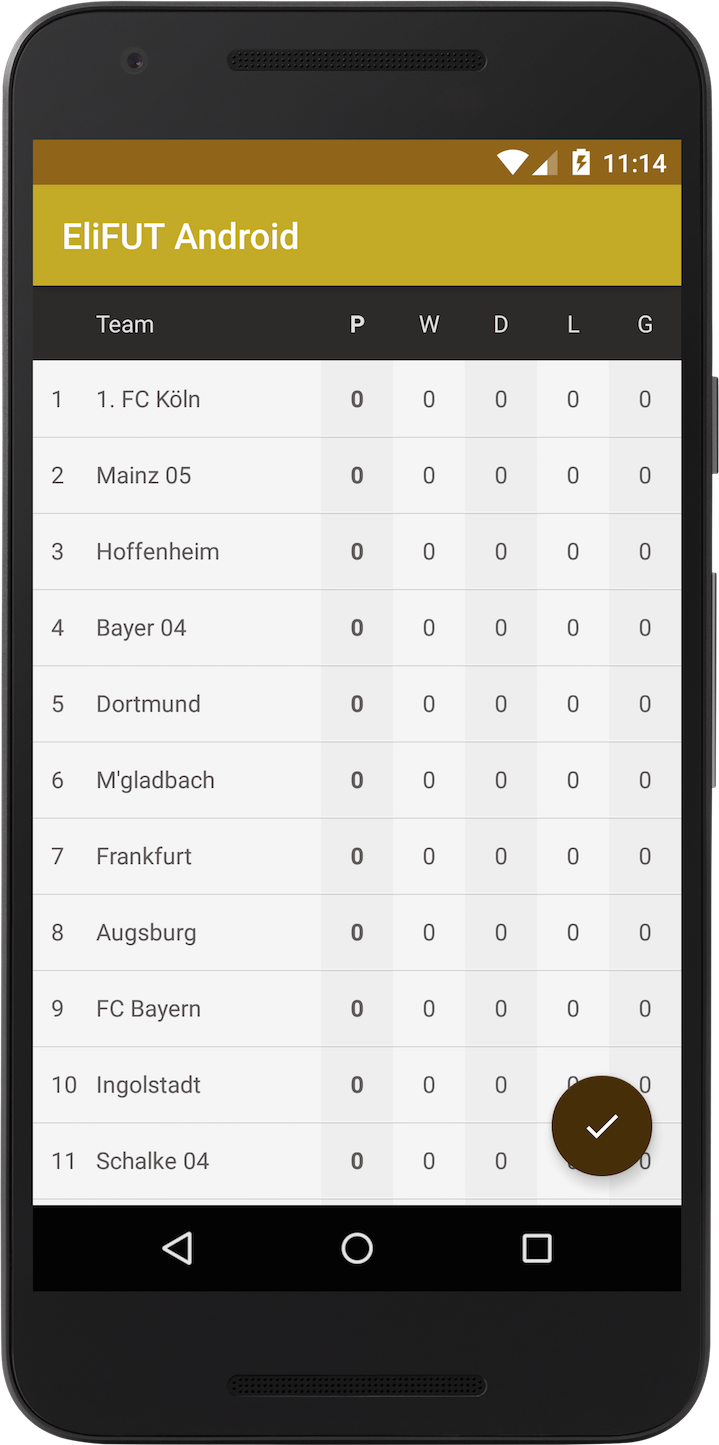 11:14
EliFUT Android
Team P W D L G
1 1. FC Köln 0 0 0 0 0
2 Mainz 05 0 0 0 0 0
3 Hoffenheim 0 0 0 0 0
4 Bayer 04 0 0 0 0 0
5 Dortmund 0 0 0 0 0
6 M'gladbach 0 0 0 0 0
7 Frankfurt 0 0 0 0 0
8 Augsburg 0 0 0 0 0
9 FC Bayern 0 0 0 0 0
10 Ingolstadt 0 0 0 0 0
11 Schalke 04 0 0 0 0